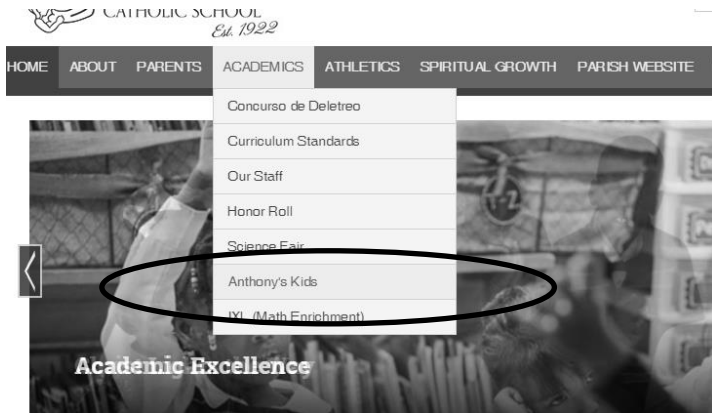 CATHOLIC SCHOOL
Est. 1922
HOME ABOUT PARENTS ACADEMICS ATHLETICS SPIRITUAL GROWTH PARISH WEBSITE
Concurso de Deletreo
Curriculum Standards
Our Staff
Honor Roll
Science Fair
Anthony's Kids
IXL (Math Enrichment)
Academic Excellence